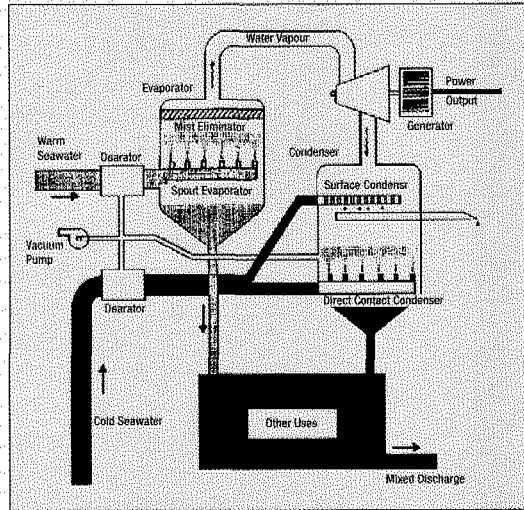 Water Vapour
Evaporator
Power
Output
Mist Eliminator
Generator
Warm
Seawater
Dearator
Condenser
Spout Evaporator
Surface Condensr
Vacuum
Pump
Dearator
Direct Contact Condenser
Cold Seawater
Other Uses
Mixed Discharge